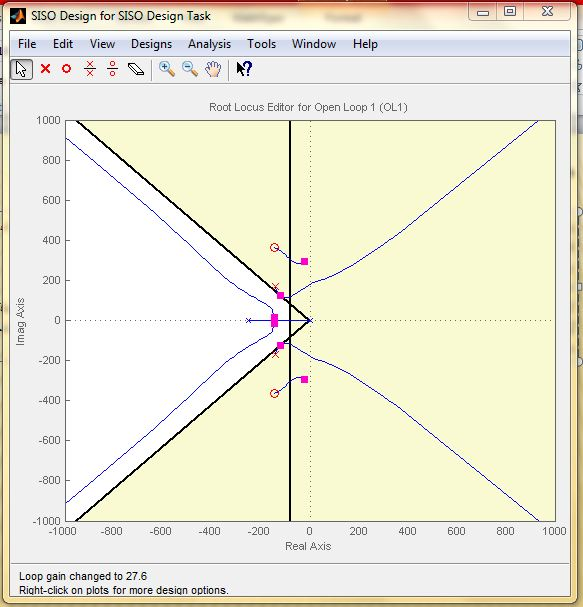 SISO Design for SISO Design Task
File Edit View Designs Analysis Tools Window Help
Root Locus Editor for Open Loop 1 (OL1)
1000
800
600
400
200
0
-200
-400
-600
-800
-1000
Imag Axis
-1000 -800 -600 -400 -200 0 200 400 600 800 1000
Real Axis
Loop gain changed to 27.6
Right-click on plots for more design options.